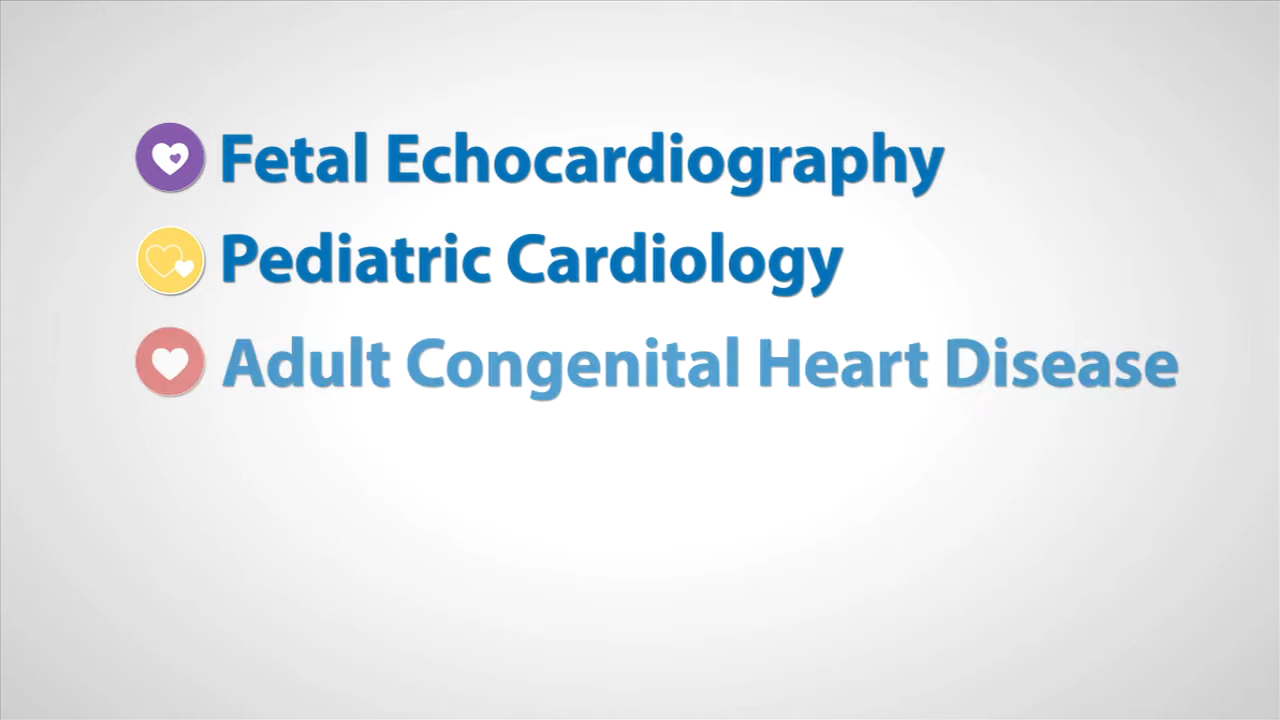 Fetal Echocardiography
Pediatric Cardiology
Adult Congenital Heart Disease